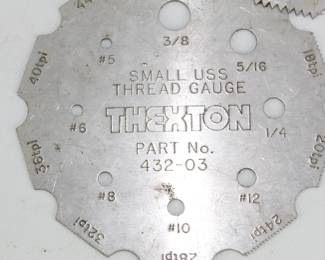 44
3/8
#5
5/16
18tpi
40tpi
SMALL USS
THREAD GAUGE
THEXTON
#6
1/4
PART No.
432-03
36tpi
20tpi
#8
#12
#10
32tpi
24tpi
28tpi